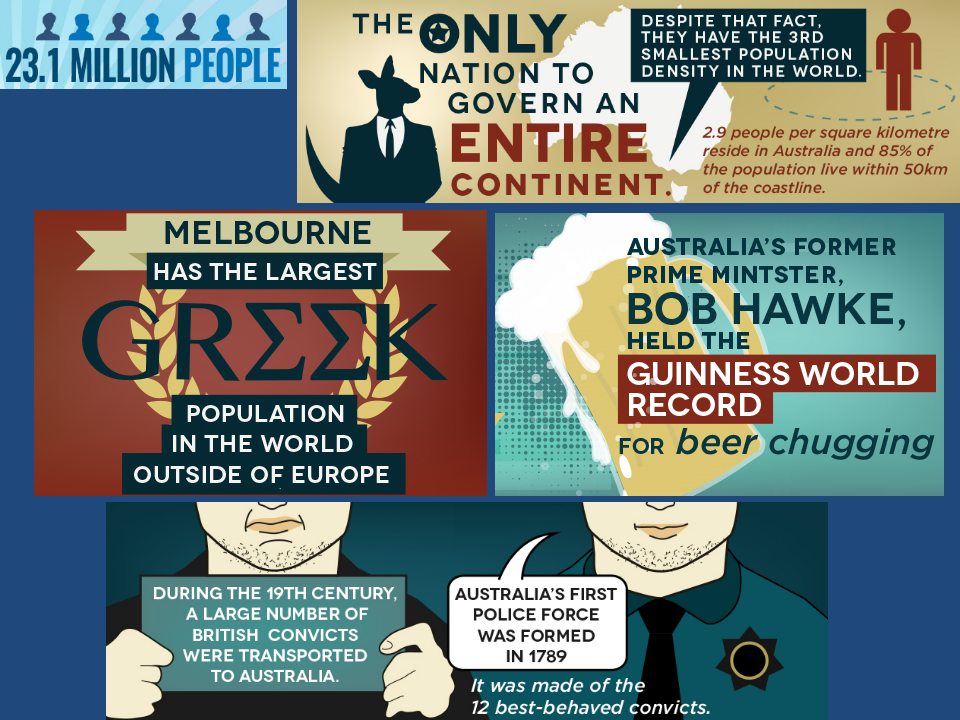 23.1 MILLION PEOPLE
THE ONLY
NATION TO
GOVERN AN
ENTIRE
CONTINENT.
DESPITE THAT FACT,
THEY HAVE THE 3RD
SMALLEST POPULATION
DENSITY IN THE WORLD.
2.9 people per square kilometre
reside in Australia and 85% of
the population live within 50km
of the coastline.
MELBOURNE
HAS THE LARGEST
GRΣΣK
POPULATION
IN THE WORLD
OUTSIDE OF EUROPE
AUSTRALIA'S FORMER
PRIME MINTSTER,
BOB HAWKE,
HELD THE
GUINNESS WORLD
RECORD
FOR beer chugging
DURING THE 19TH CENTURY,
A LARGE NUMBER OF
BRITISH CONVICTS
WERE TRANSPORTED
TO AUSTRALIA.
AUSTRALIA'S FIRST
POLICE FORCE
WAS FORMED
IN 1789
It was made of the
12 best-behaved convicts.